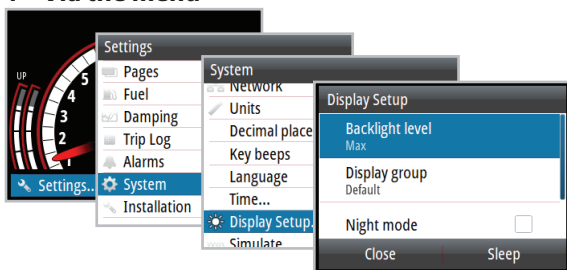 UP
5
4
3
2
1
Settings...
Settings
Pages
Fuel
Damping
Trip Log
Alarms
System
Installation
System
Network
Units
Decimal place
Key beeps
Language
Time...
Display Setup.
Simulate
Display Setup
Backlight level
Max
Display group
Default
Night mode
Close Sleep